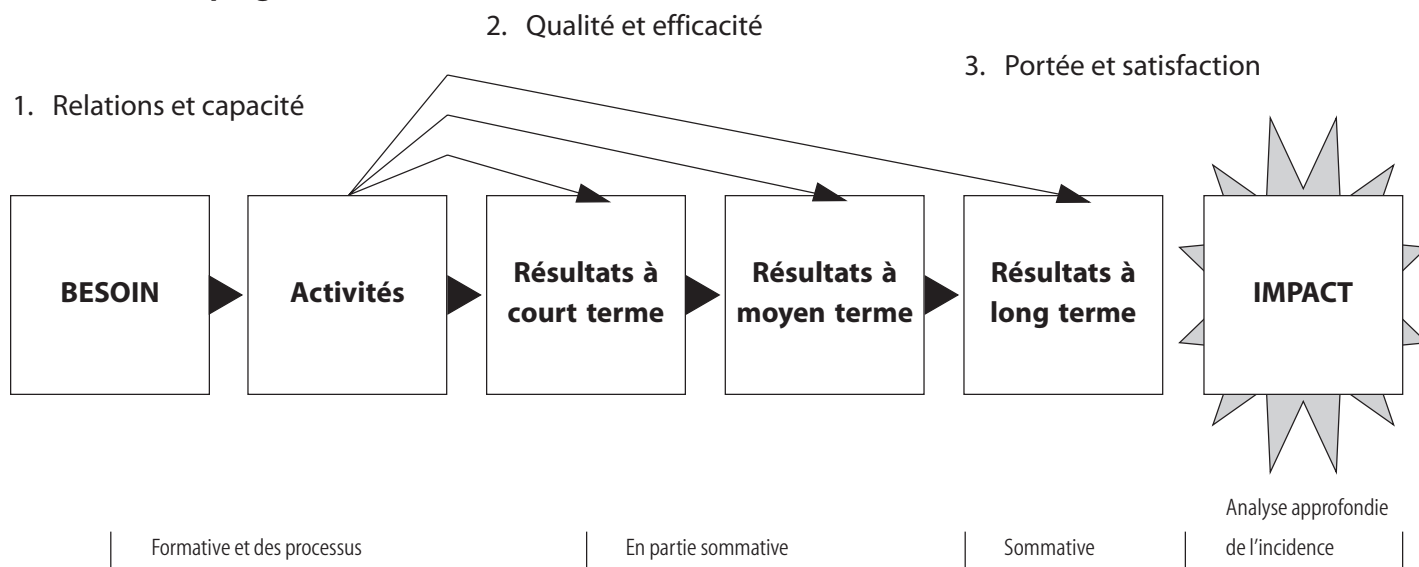 2. Qualité et efficacité
3. Portée et satisfaction
1. Relations et capacité
BESOIN
Activités
Résultats à
court terme
Résultats à
moyen terme
Résultats à
long terme
IMPACT
Formative et des processus
En partie sommative
Sommative
Analyse approfondie
de l'incidence